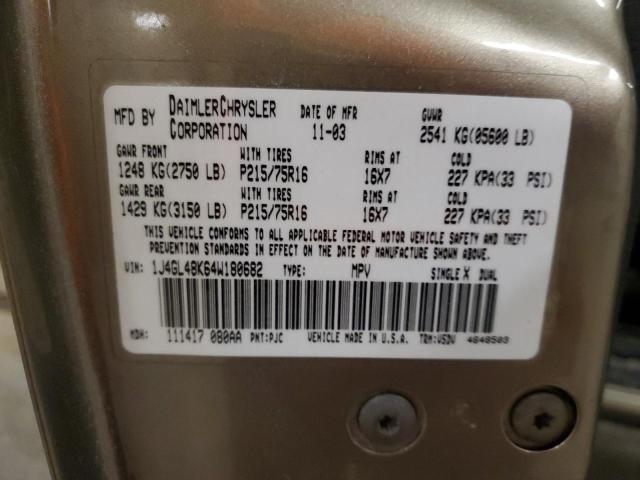 MFD BY DAIMLERCHRYSLER CORPORATION DATE OF MFR 11-03 GVWR 2541 KG(05600 LB)
GAWR FRONT WITH TIRES RIMS AT COLD
1248 KG(2750 LB) P215/75R16 16X7 227 KPA(33 PSI)
GAWR REAR WITH TIRES RIMS AT COLD
1429 KG(3150 LB) P215/75R16 16X7 227 KPA(33 PSI)
THIS VEHICLE CONFORMS TO ALL APPLICABLE FEDERAL MOTOR VEHICLE SAFETY AND THEFT
PREVENTION STANDARDS IN EFFECT ON THE DATE OF MANUFACTURE SHOWN ABOVE.
VIN: 1J4GL48K64W180682 TYPE: MPV SINGLE X DUAL
MDH: 111417 080AA PNT:PJC VEHICLE MADE IN U.S.A. TRM:VSDV 4648503